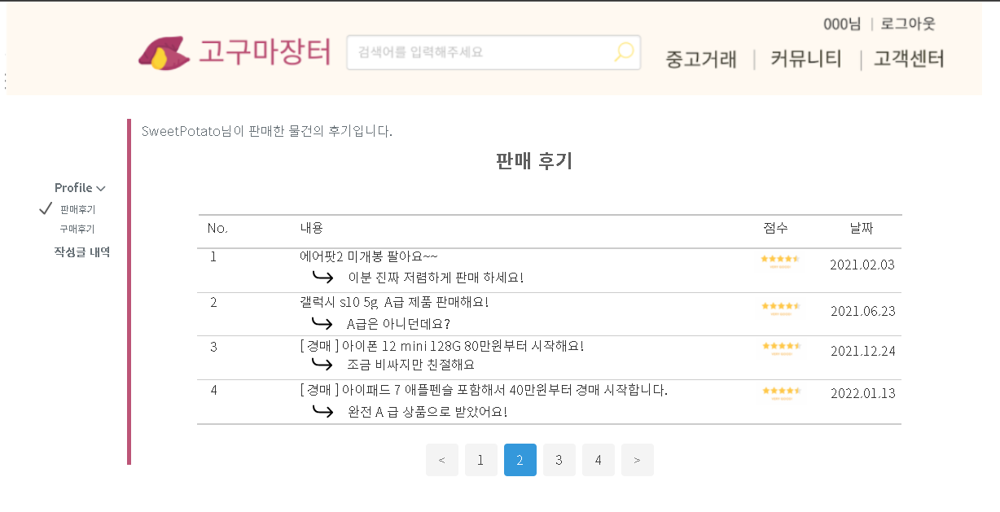 000님 | 로그아웃
고구마장터
검색어를 입력해주세요
중고거래 | 커뮤니티 | 고객센터
SweetPotato님이 판매한 물건의 후기입니다.
판매 후기
Profile
판매후기
구매후기
작성글 내역
No. 내용 점수 날짜
1 에어팟2 미개봉 팔아요~~ 2021.02.03
이분 진짜 저렴하게 판매 하세요!
2 갤럭시 s10 5g A급 제품 판매해요! 2021.06.23
A급은 아니던데요?
3 [ 경매 ] 아이폰 12 mini 128G 80만원부터 시작해요! 2021.12.24
조금 비싸지만 친절해요
4 [ 경매 ] 아이패드 7 애플펜슬 포함해서 40만원부터 경매 시작합니다. 2022.01.13
완전 A 급 상품으로 받았어요!
< 1 2 3 4 >